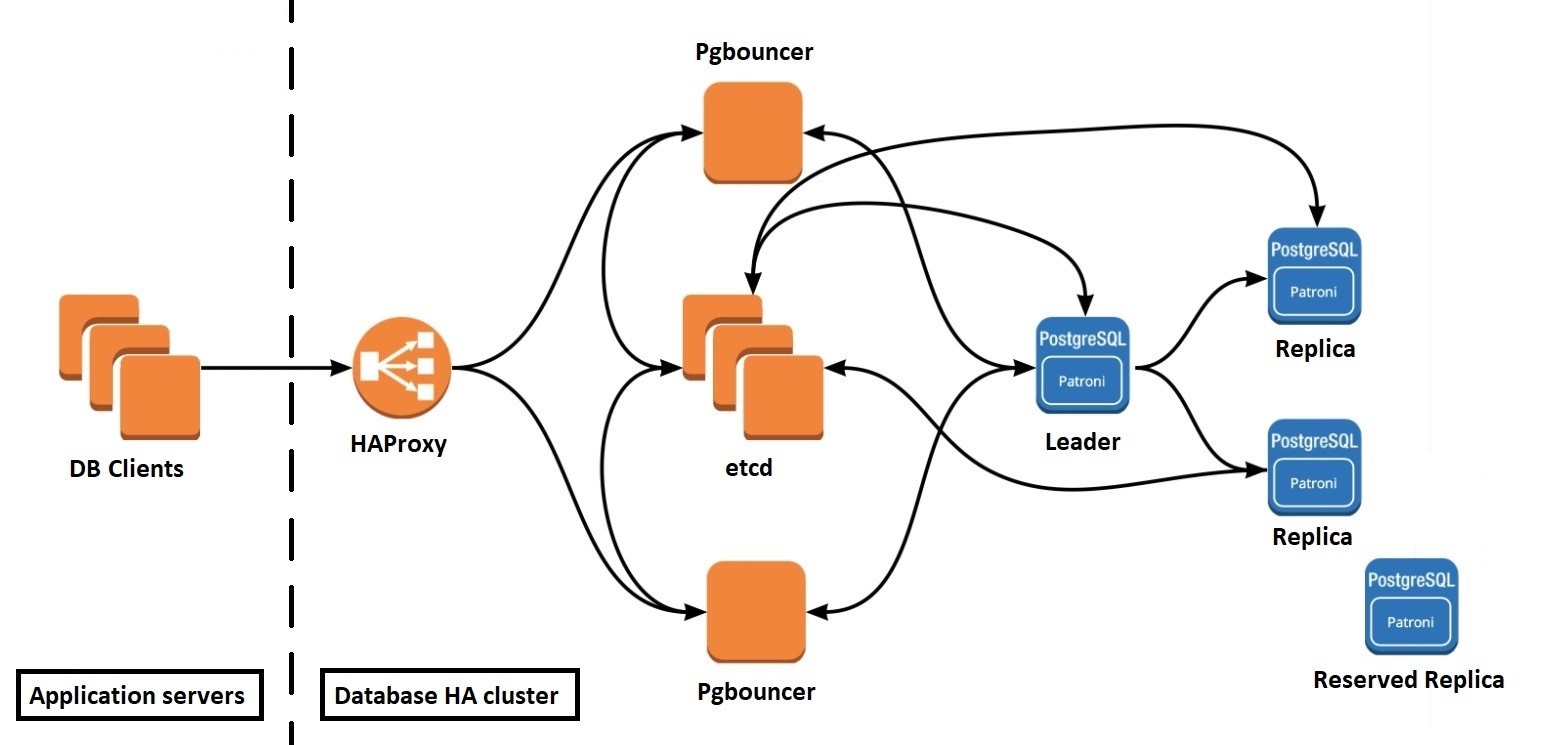 Pgbouncer
PostgreSQL
Patroni
Replica
PostgreSQL
Patroni
Leader
HAProxy
DB Clients
etcd
PostgreSQL
Patroni
Replica
PostgreSQL
Patroni
Reserved Replica
Pgbouncer
Application servers
Database HA cluster